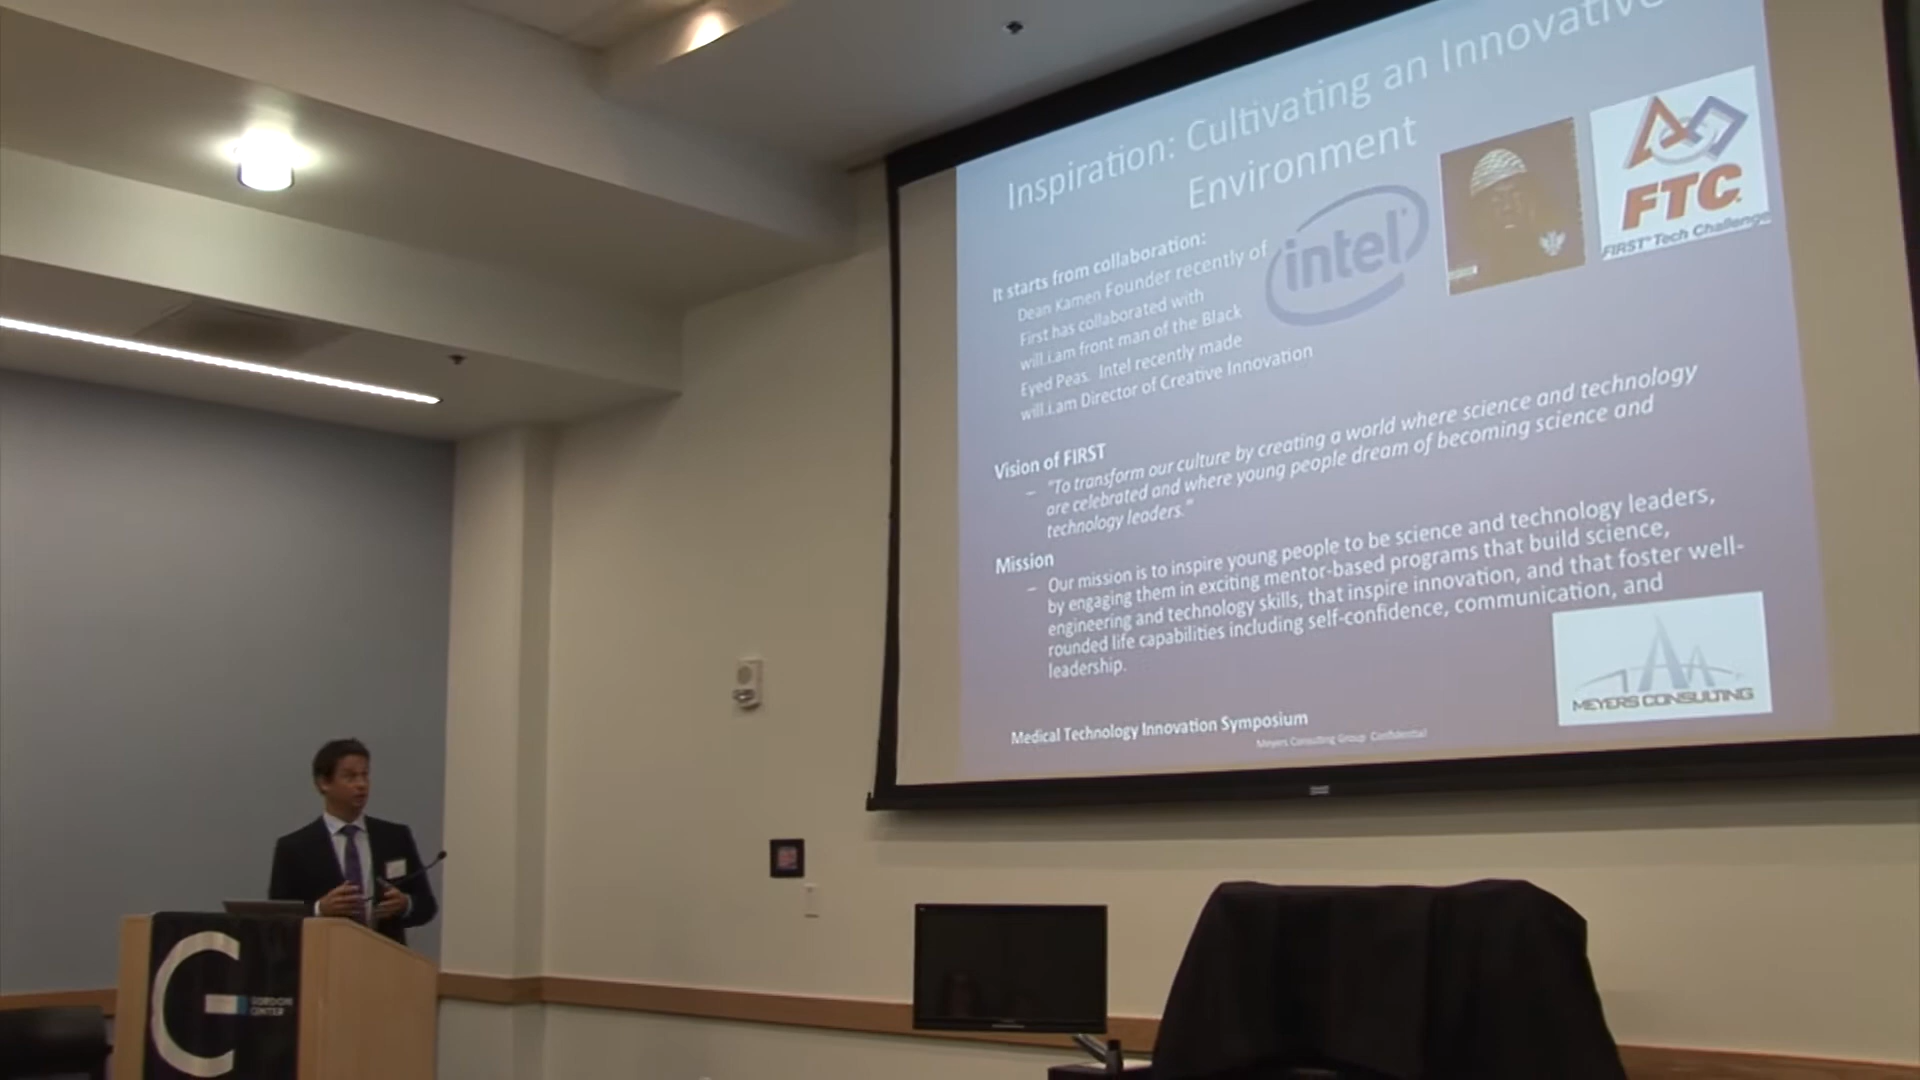 Inspiration: Cultivating an Innovative
Environment
It starts from collaboration:
Dean Kamen Founder recently of
First has collaborated with
will.i.am front man of the Black
Eyed Peas. Intel recently made
will.i.am Director of Creative Innovation
intel
FTC
FIRST Tech Challenge
Vision of FIRST
– "To transform our culture by creating a world where science and technology
are celebrated and where young people dream of becoming science and
technology leaders."
Mission
– Our mission is to inspire young people to be science and technology leaders,
by engaging them in exciting mentor-based programs that build science,
engineering and technology skills, that inspire innovation, and that foster well-
rounded life capabilities including self-confidence, communication, and
leadership.
MEYERS CONSULTING
Medical Technology Innovation Symposium
Meyers Consulting Group Confidential
GORDON
CENTER